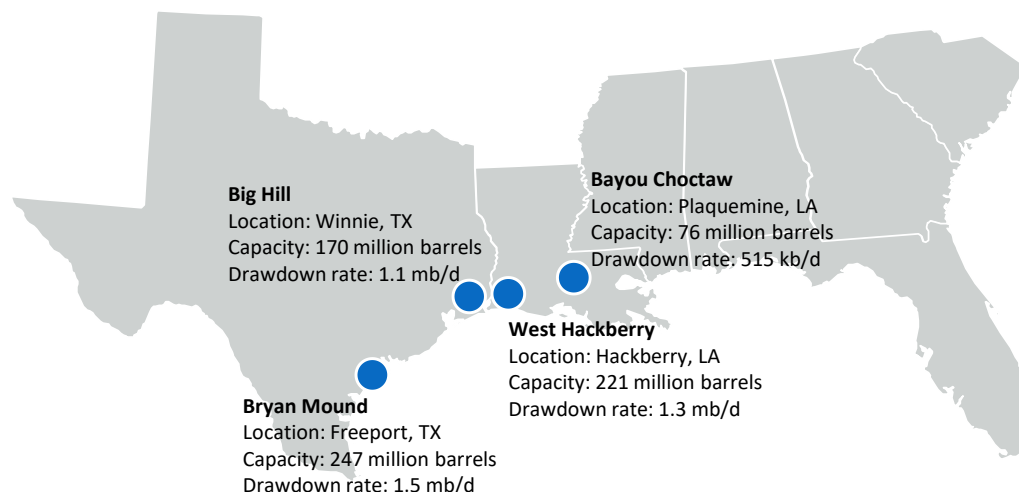 Big Hill
Location: Winnie, TX
Capacity: 170 million barrels
Drawdown rate: 1.1 mb/d
Bayou Choctaw
Location: Plaquemine, LA
Capacity: 76 million barrels
Drawdown rate: 515 kb/d
West Hackberry
Location: Hackberry, LA
Capacity: 221 million barrels
Drawdown rate: 1.3 mb/d
Bryan Mound
Location: Freeport, TX
Capacity: 247 million barrels
Drawdown rate: 1.5 mb/d